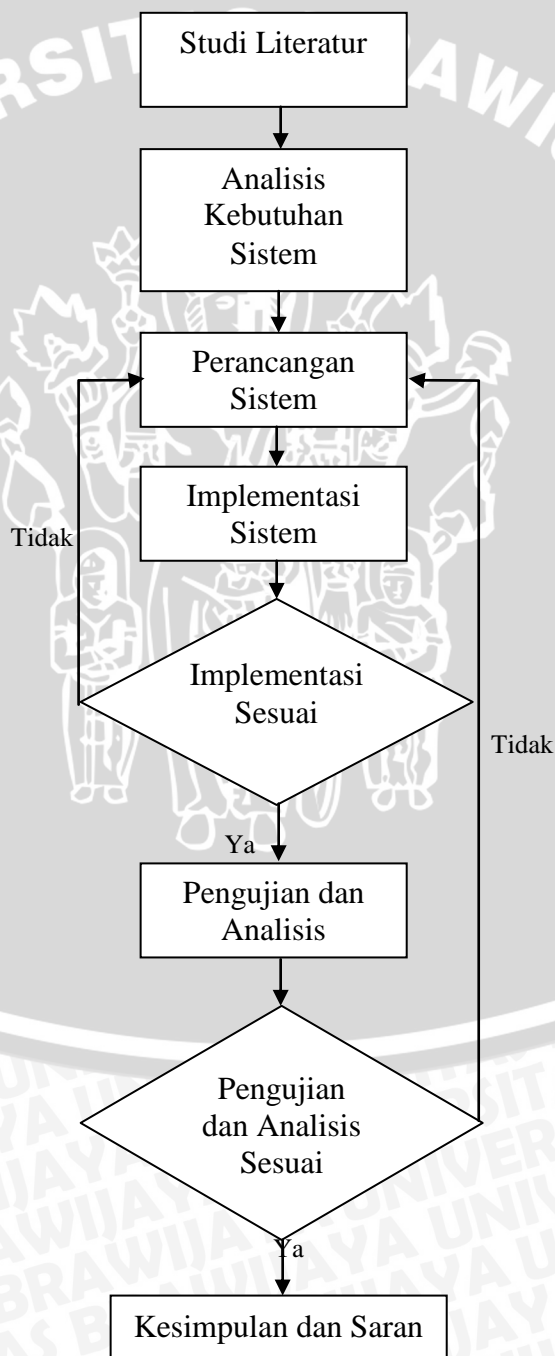 Studi Literatur
Analisis
Kebutuhan
Sistem
Perancangan
Sistem
Implementasi
Sistem
Tidak
Implementasi
Sesuai
Tidak
Ya
Pengujian dan
Analisis
Pengujian
dan Analisis
Sesuai
Ya
Kesimpulan dan Saran